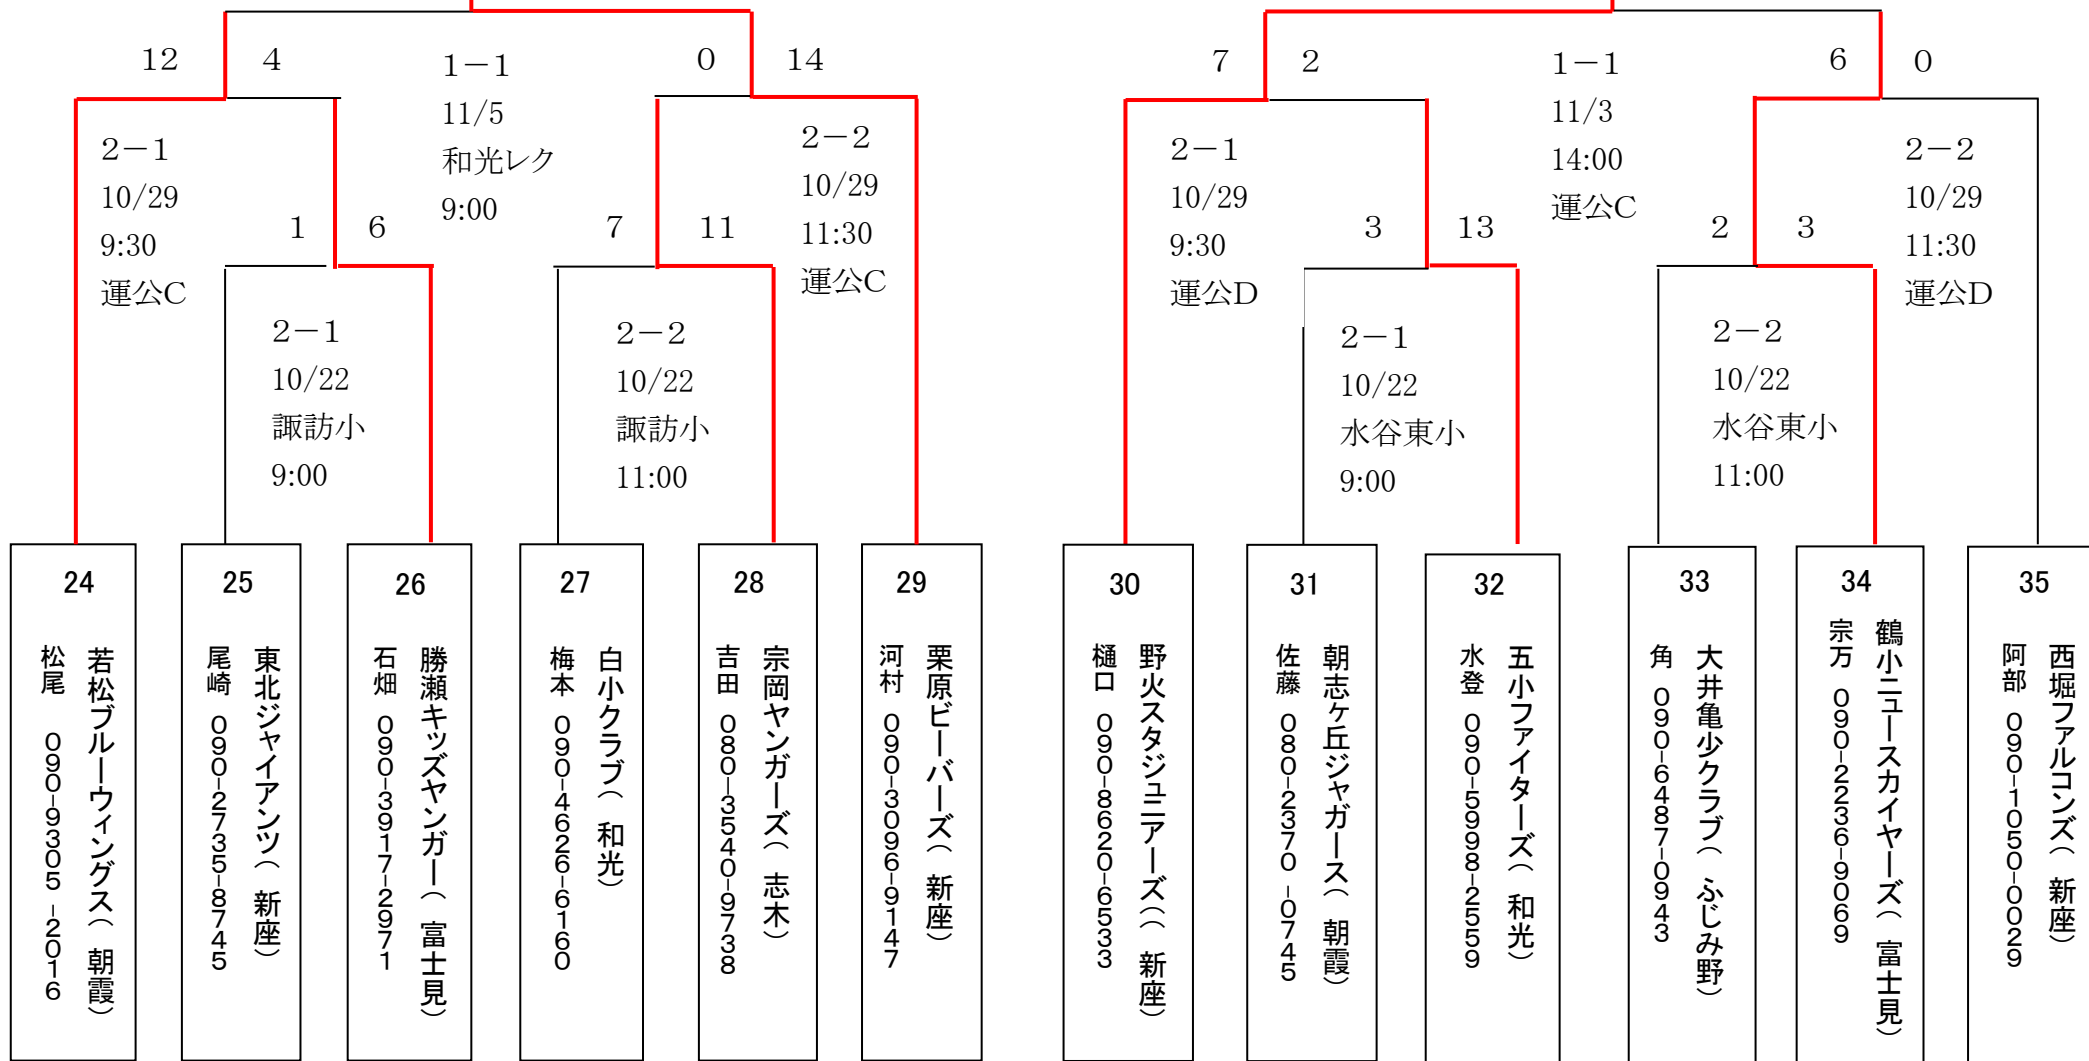 12 4
1−1
11/5
和光レク
9:00
0 14
7 2
1−1
11/3
14:00
運公C
6 0
2−1
10/29
9:30
運公C
2−2
10/29
11:30
運公C
2−1
10/29
9:30
運公D
2−2
10/29
11:30
運公D
1 6
7 11
3 13
2 3
2−1
10/22
諏訪小
9:00
2−2
10/22
諏訪小
11:00
2−1
10/22
水谷東小
9:00
2−2
10/22
水谷東小
11:00
24
若松ブルーウィングス(朝霞)
松尾 090-9305-2016
25
東北ジャイアンツ(新座)
尾崎 090-2735-8745
26
勝瀬キッズヤンガー(富士見)
石畑 090-3917-2971
27
白小クラブ(和光)
梅本 090-4626-6160
28
宗岡ヤンガーズ(志木)
吉田 080-3540-9738
29
栗原ビーバーズ(新座)
河村 090-3096-9147
30
野火スタジュニアーズ((新座)
樋口 090-8620-6533
31
朝志ヶ丘ジャガース(朝霞)
佐藤 080-2370-0745
32
五小ファイターズ(和光)
水登 090-5998-2559
33
大井亀少クラブ(ふじみ野)
角 090-6487-0943
34
鶴小ニュースカイヤーズ(富士見)
宗万 090-2236-9069
35
西堀ファルコンズ(新座)
阿部 090-1050-0029